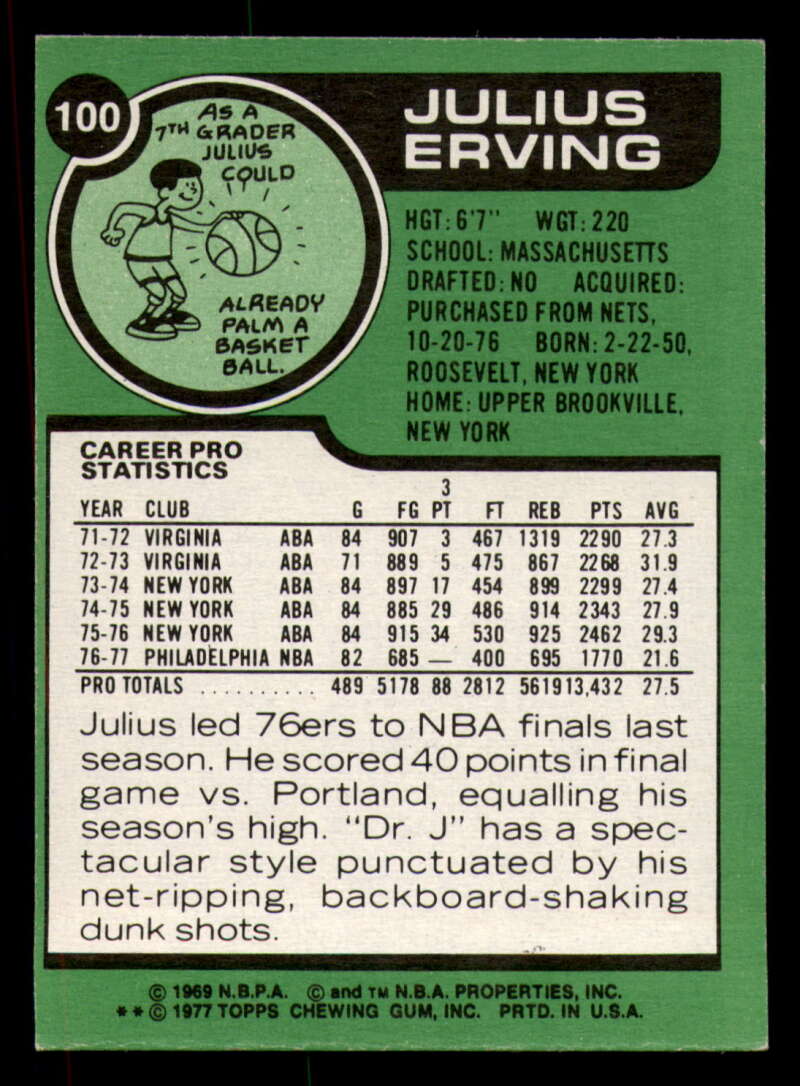 100
AS A
7TH GRADER
JULIUS
COULD
ALREADY
PALM A
BASKET
BALL.
JULIUS
ERVING
HGT: 6'7" WGT: 220
SCHOOL: MASSACHUSETTS
DRAFTED: NO ACQUIRED:
PURCHASED FROM NETS,
10-20-76 BORN: 2-22-50,
ROOSEVELT, NEW YORK
HOME: UPPER BROOKVILLE,
NEW YORK
CAREER PRO
STATISTICS
YEAR CLUB G FG 3 PT FT REB PTS AVG
71-72 VIRGINIA ABA 84 907 3 467 1319 2290 27.3
72-73 VIRGINIA ABA 71 889 5 475 867 2268 31.9
73-74 NEW YORK ABA 84 897 17 454 899 2299 27.4
74-75 NEW YORK ABA 84 885 29 486 914 2343 27.9
75-76 NEW YORK ABA 84 915 34 530 925 2462 29.3
76-77 PHILADELPHIA NBA 82 685 — 400 695 1770 21.6
PRO TOTALS .......... 489 5178 88 2812 5619 13,432 27.5
Julius led 76ers to NBA finals last
season. He scored 40 points in final
game vs. Portland, equalling his
season's high. "Dr. J" has a spec-
tacular style punctuated by his
net-ripping, backboard-shaking
dunk shots.
© 1969 N.B.P.A. © and TM N.B.A. PROPERTIES, INC.
**© 1977 TOPPS CHEWING GUM, INC. PRTD. IN U.S.A.